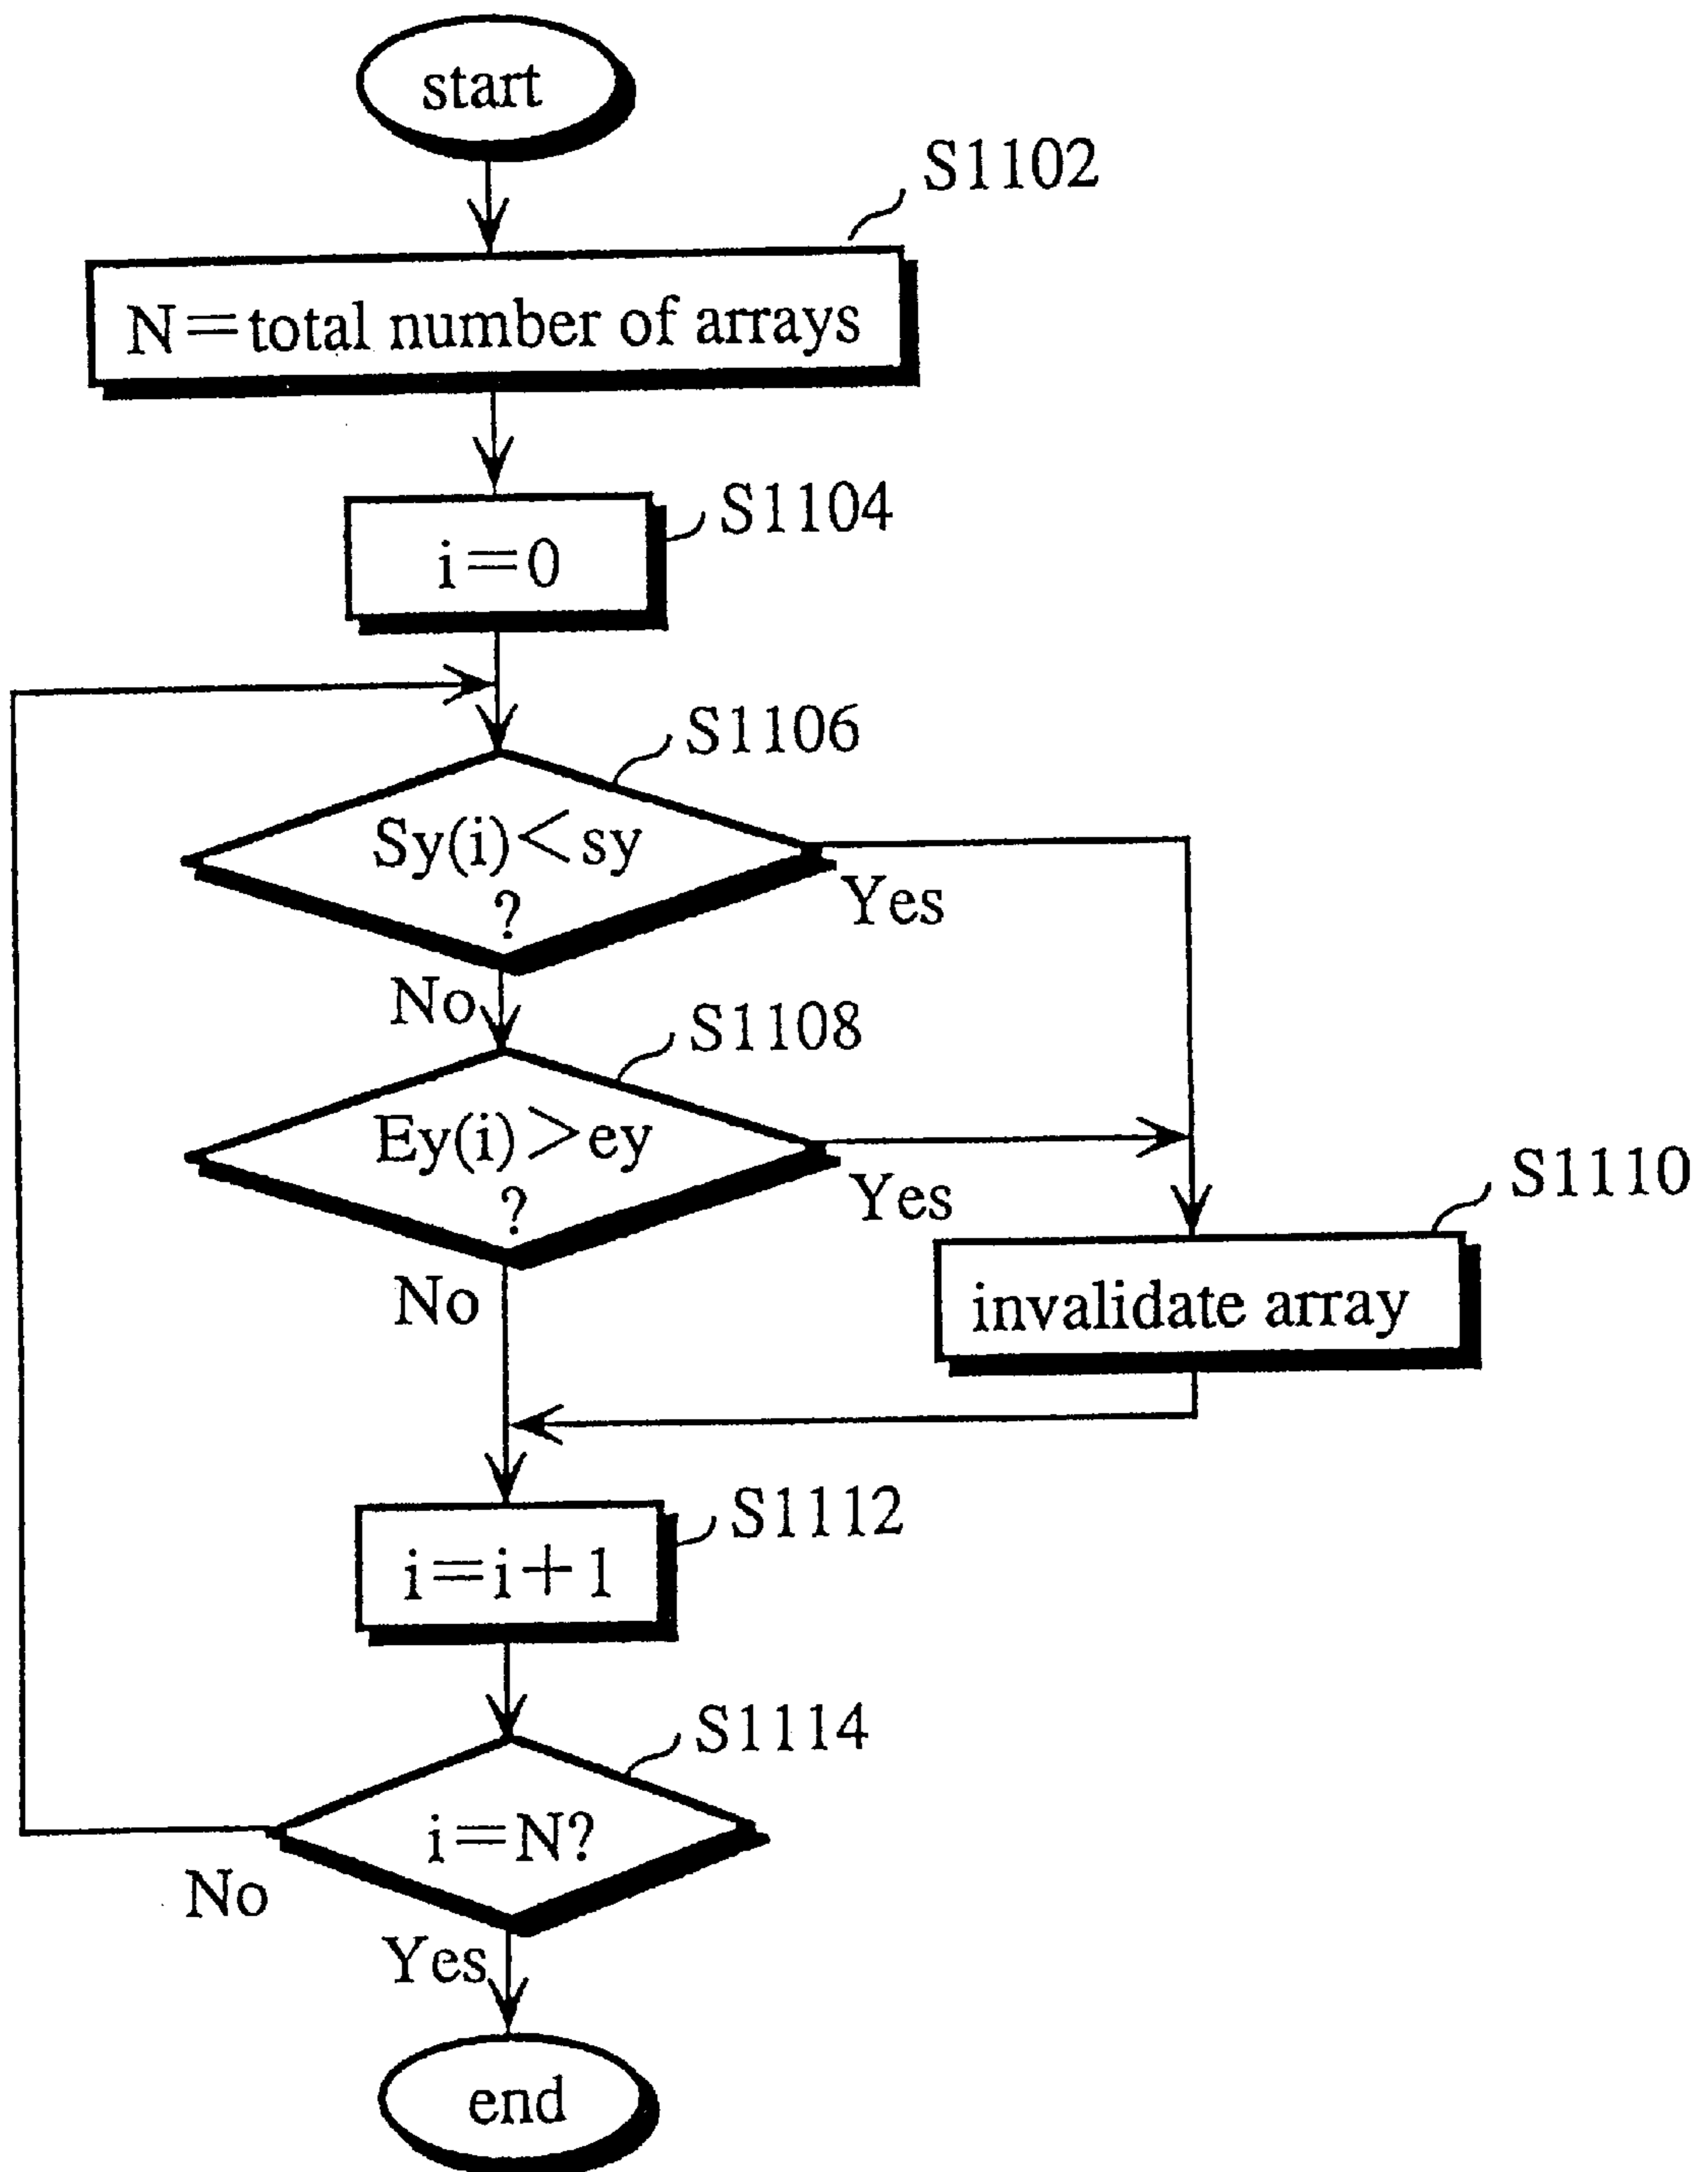 start
S1102
N=total number of arrays
S1104
i=0
S1106
Sy(i)<sy
?
Yes
No
S1108
Ey(i)>ey
?
Yes
No
S1110
invalidate array
S1112
i=i+1
S1114
i=N?
No
Yes
end